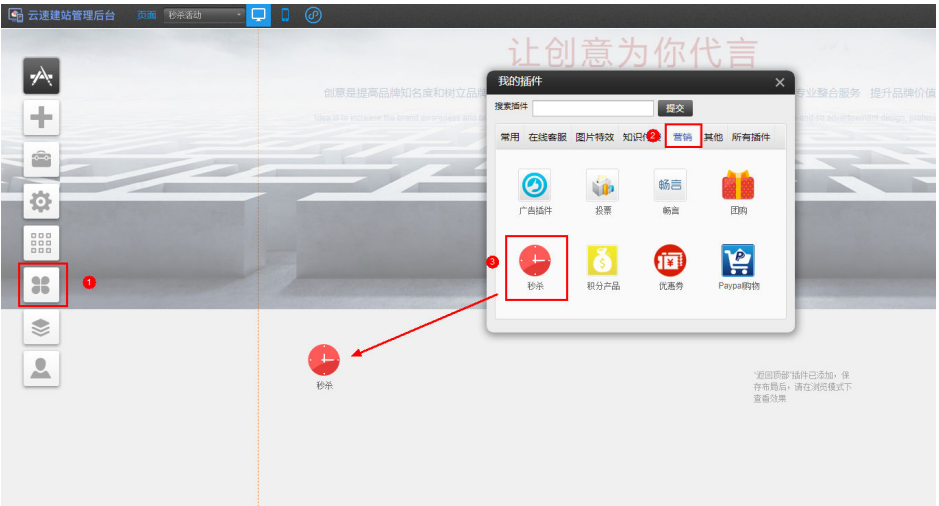 云速建站管理后台 页面 秒杀活动
让创意为你代言
创意是提高品牌知名度和树立品牌
专业整合服务 提升品牌价值
我的插件
搜索插件 提交
常用 在线客服 图片特效 知识 2 营销 其他 所有插件
广告插件 投票 畅言 畅言 团购
3
秒杀 积分产品 优惠券 Paypal购物
1
秒杀
"返回顶部"插件已添加，保
存布局后，请在浏览模式下
查看效果